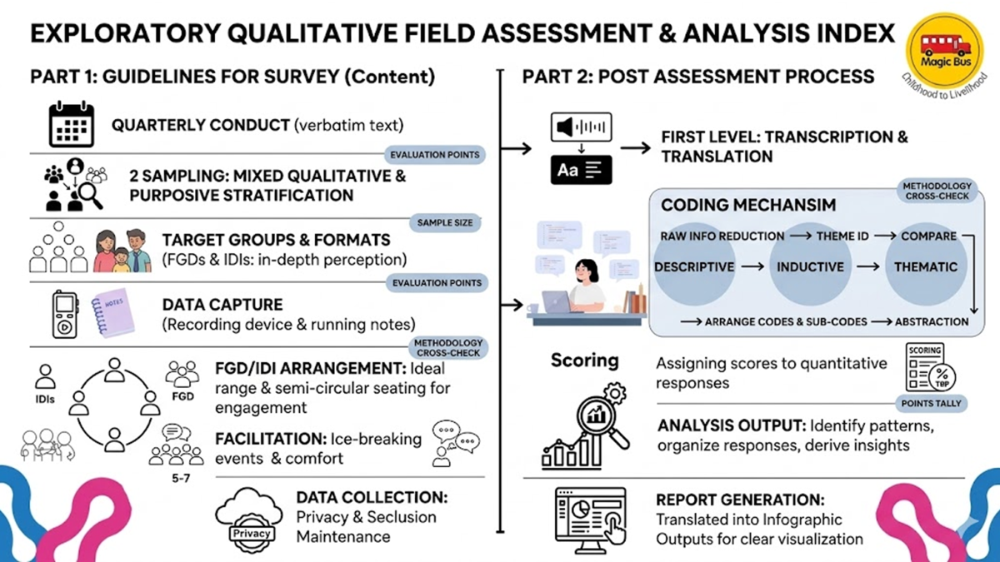 EXPLORATORY QUALITATIVE FIELD ASSESSMENT & ANALYSIS INDEX
Magic Bus
Childhood to Livelihood
PART 1: GUIDELINES FOR SURVEY (Content)
QUARTERLY CONDUCT (verbatim text)
EVALUATION POINTS
2 SAMPLING: MIXED QUALITATIVE &
PURPOSIVE STRATIFICATION
SAMPLE SIZE
TARGET GROUPS & FORMATS
(FGDs & IDIs: in-depth perception)
EVALUATION POINTS
NOTES
DATA CAPTURE
(Recording device & running notes)
METHODOLOGY
CROSS-CHECK
IDIs
FGD
FGD/IDI ARRANGEMENT: Ideal
range & semi-circular seating for
engagement
FACILITATION: Ice-breaking
events & comfort
5-7
Privacy
DATA COLLECTION:
Privacy & Seclusion
Maintenance
PART 2: POST ASSESSMENT PROCESS
Aa
FIRST LEVEL: TRANSCRIPTION &
TRANSLATION
METHODOLOGY
CROSS-CHECK
CODING MECHANSIM
RAW INFO REDUCTION → THEME ID → COMPARE
DESCRIPTIVE → INDUCTIVE → THEMATIC
→ ARRANGE CODES & SUB-CODES → ABSTRACTION
Scoring
Assigning scores to quantitative
responses
SCORING
%
POINTS TALLY
ANALYSIS OUTPUT: Identify patterns,
organize responses, derive insights
REPORT GENERATION:
Translated into Infographic
Outputs for clear visualization